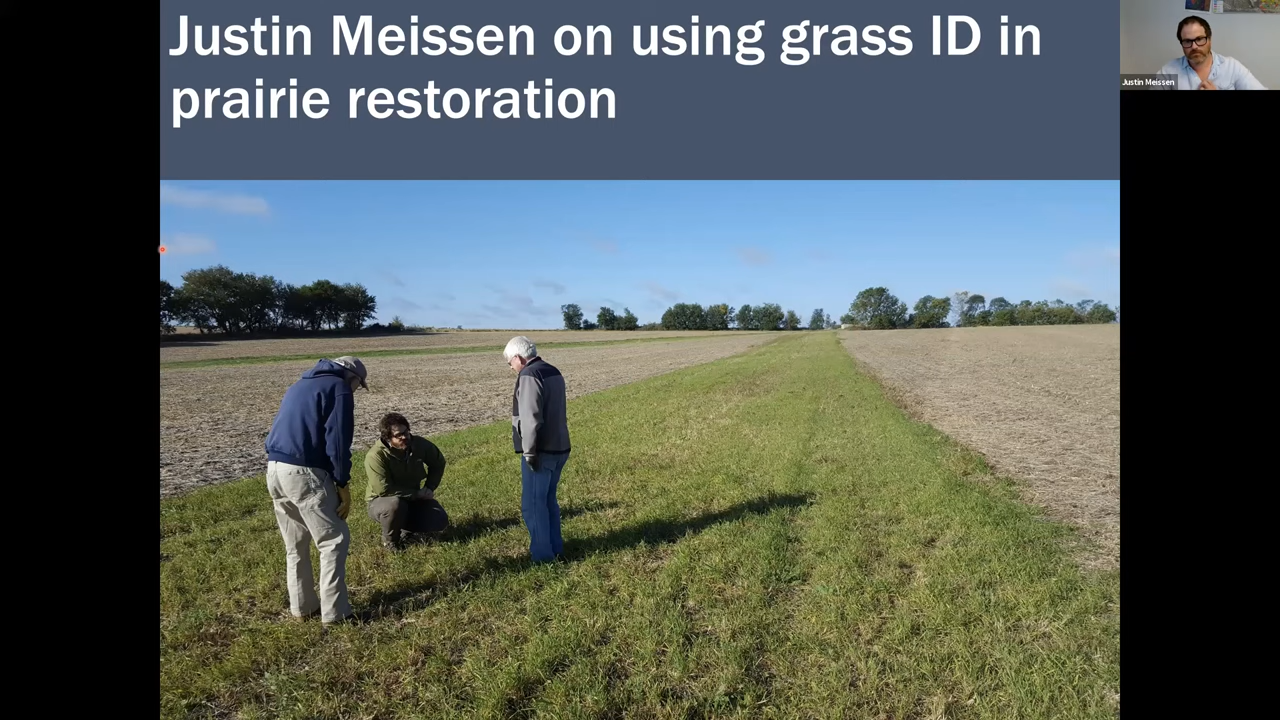 Justin Meissen on using grass ID in
prairie restoration
Justin Meissen